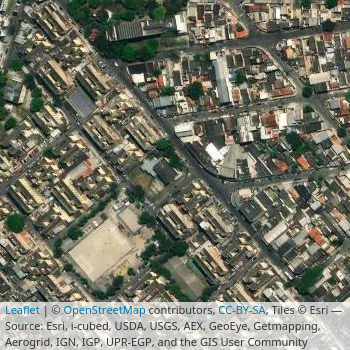 Leaflet | © OpenStreetMap contributors, CC-BY-SA, Tiles © Esri —
Source: Esri, i-cubed, USDA, USGS, AEX, GeoEye, Getmapping,
Aerogrid, IGN, IGP, UPR-EGP, and the GIS User Community